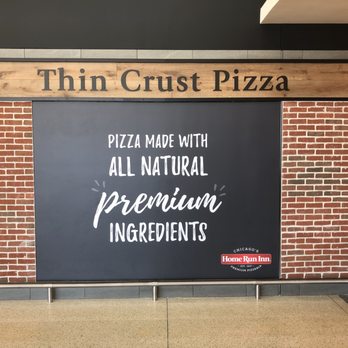 Thin Crust Pizza
PIZZA MADE WITH
ALL NATURAL
premium
INGREDIENTS
CHICAGO'S
Home Run Inn
PREMIUM PIZZERIA